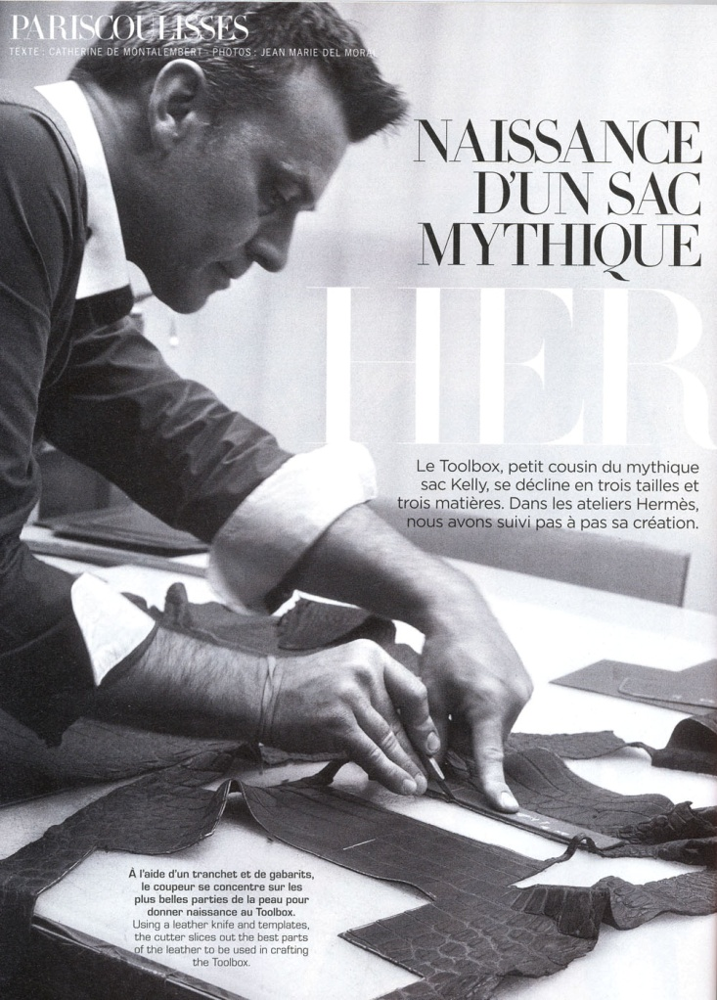 PARISCOULISSES
TEXTE : CATHERINE DE MONTALEMBERT - PHOTOS : JEAN MARIE DEL MORAL
NAISSANCE
D'UN SAC
MYTHIQUE
HER
Le Toolbox, petit cousin du mythique
sac Kelly, se décline en trois tailles et
trois matières. Dans les ateliers Hermès,
nous avons suivi pas à pas sa création.
À l'aide d'un tranchet et de gabarits,
le coupeur se concentre sur les
plus belles parties de la peau pour
donner naissance au Toolbox.
Using a leather knife and templates,
the cutter slices out the best parts
of the leather to be used in crafting
the Toolbox.